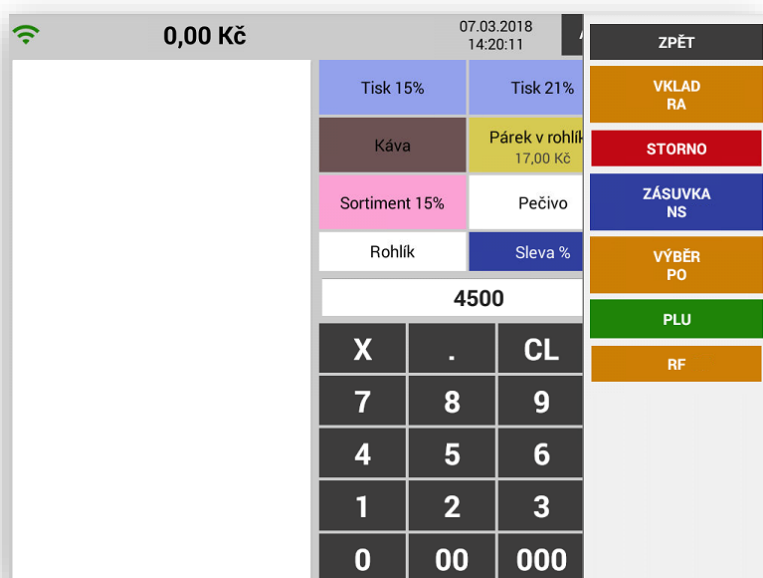 0,00 Kč
07.03.2018
14:20:11
Tisk 15%
Tisk 21%
Káva
Párek v rohlík
17,00 Kč
Sortiment 15%
Pečivo
Rohlík
Sleva %
4500
X . CL
7 8 9
4 5 6
1 2 3
0 00 000
ZPĚT
VKLAD
RA
STORNO
ZÁSUVKA
NS
VÝBĚR
PO
PLU
RF